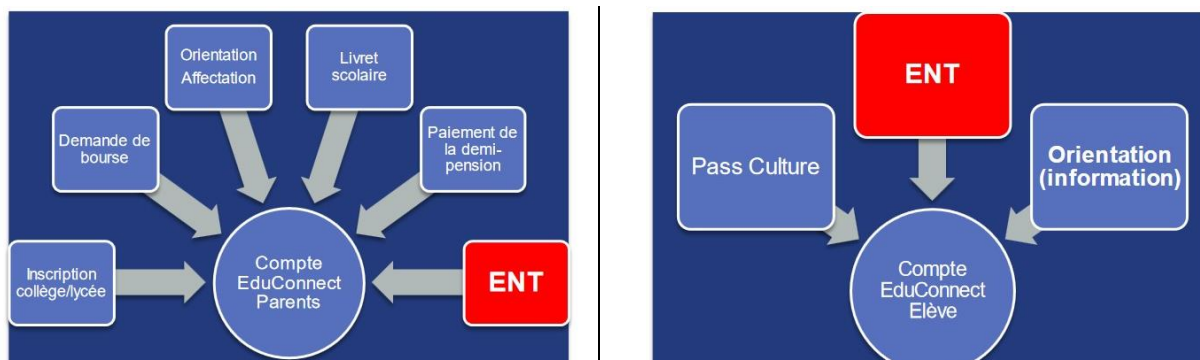 Orientation
Affectation
Livret
scolaire
Demande de
bourse
Paiement de
la demi-
pension
Inscription
collège/lycée
Compte
EduConnect
Parents
ENT
ENT
Pass Culture
Orientation
(information)
Compte
EduConnect
Elève